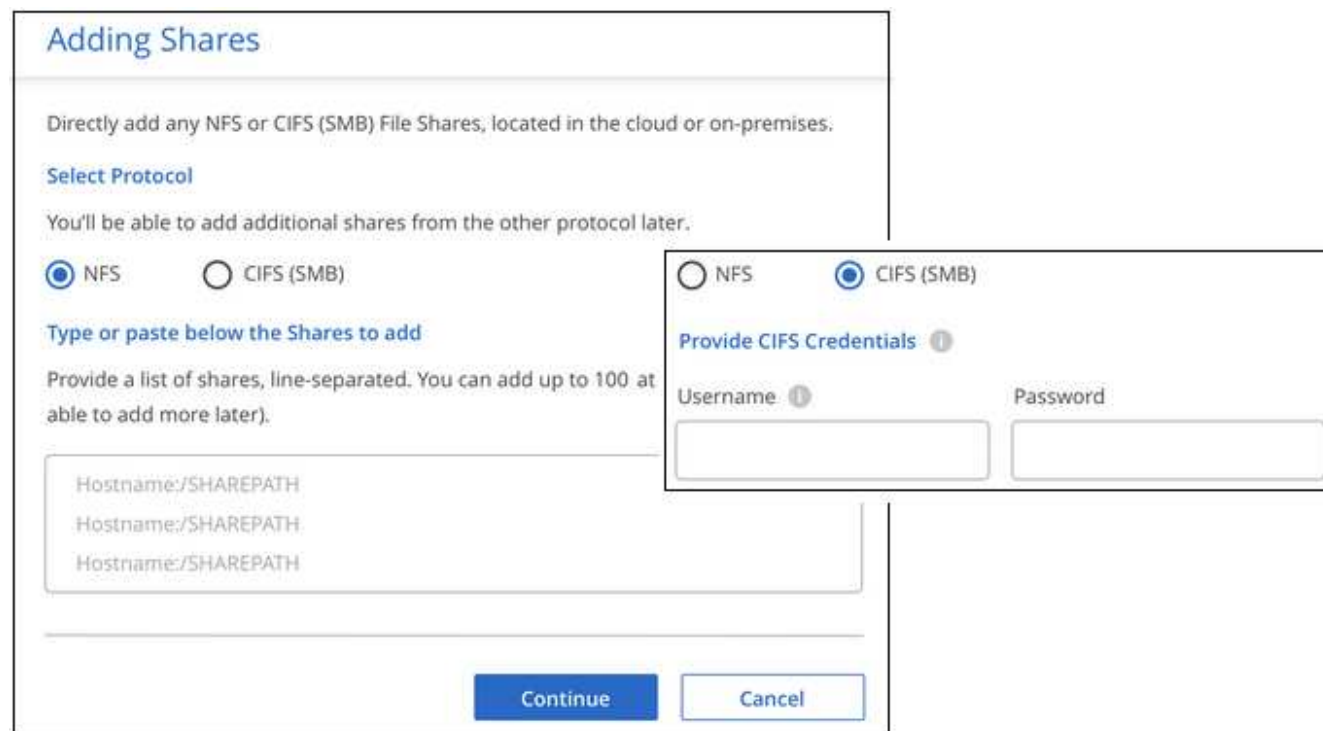 Adding Shares
Directly add any NFS or CIFS (SMB) File Shares, located in the cloud or on-premises.
Select Protocol
You'll be able to add additional shares from the other protocol later.
NFS CIFS (SMB)
Type or paste below the Shares to add
Provide a list of shares, line-separated. You can add up to 100 at
able to add more later).
Hostname:/SHAREPATH
Hostname:/SHAREPATH
Hostname:/SHAREPATH
Continue Cancel
NFS CIFS (SMB)
Provide CIFS Credentials
Username Password